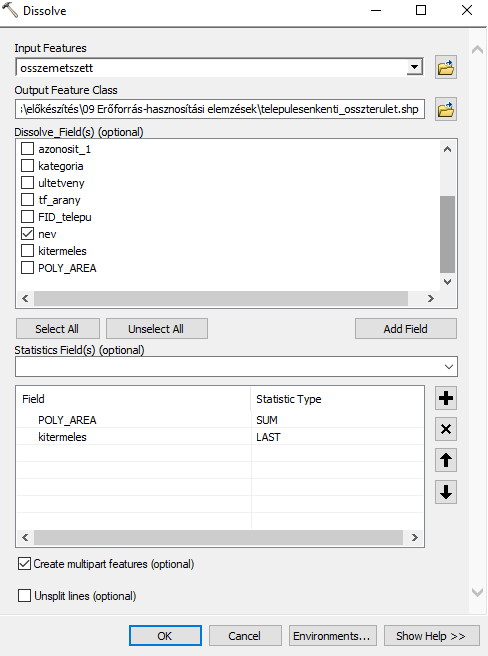 Dissolve
Input Features
osszemetszett
Output Feature Class
:\előkészítés\09 Erőforrás-hasznosítási elemzések\telepulesenkenti_osszterulet.shp
Dissolve_Field(s) (optional)
azonosit_1
kategoria
ultetveny
tf_arany
FID_telepu
nev
kitermeles
POLY_AREA
Select All Unselect All Add Field
Statistics Field(s) (optional)
Field Statistic Type
POLY_AREA SUM
kitermeles LAST
Create multipart features (optional)
Unsplit lines (optional)
OK Cancel Environments... Show Help >>